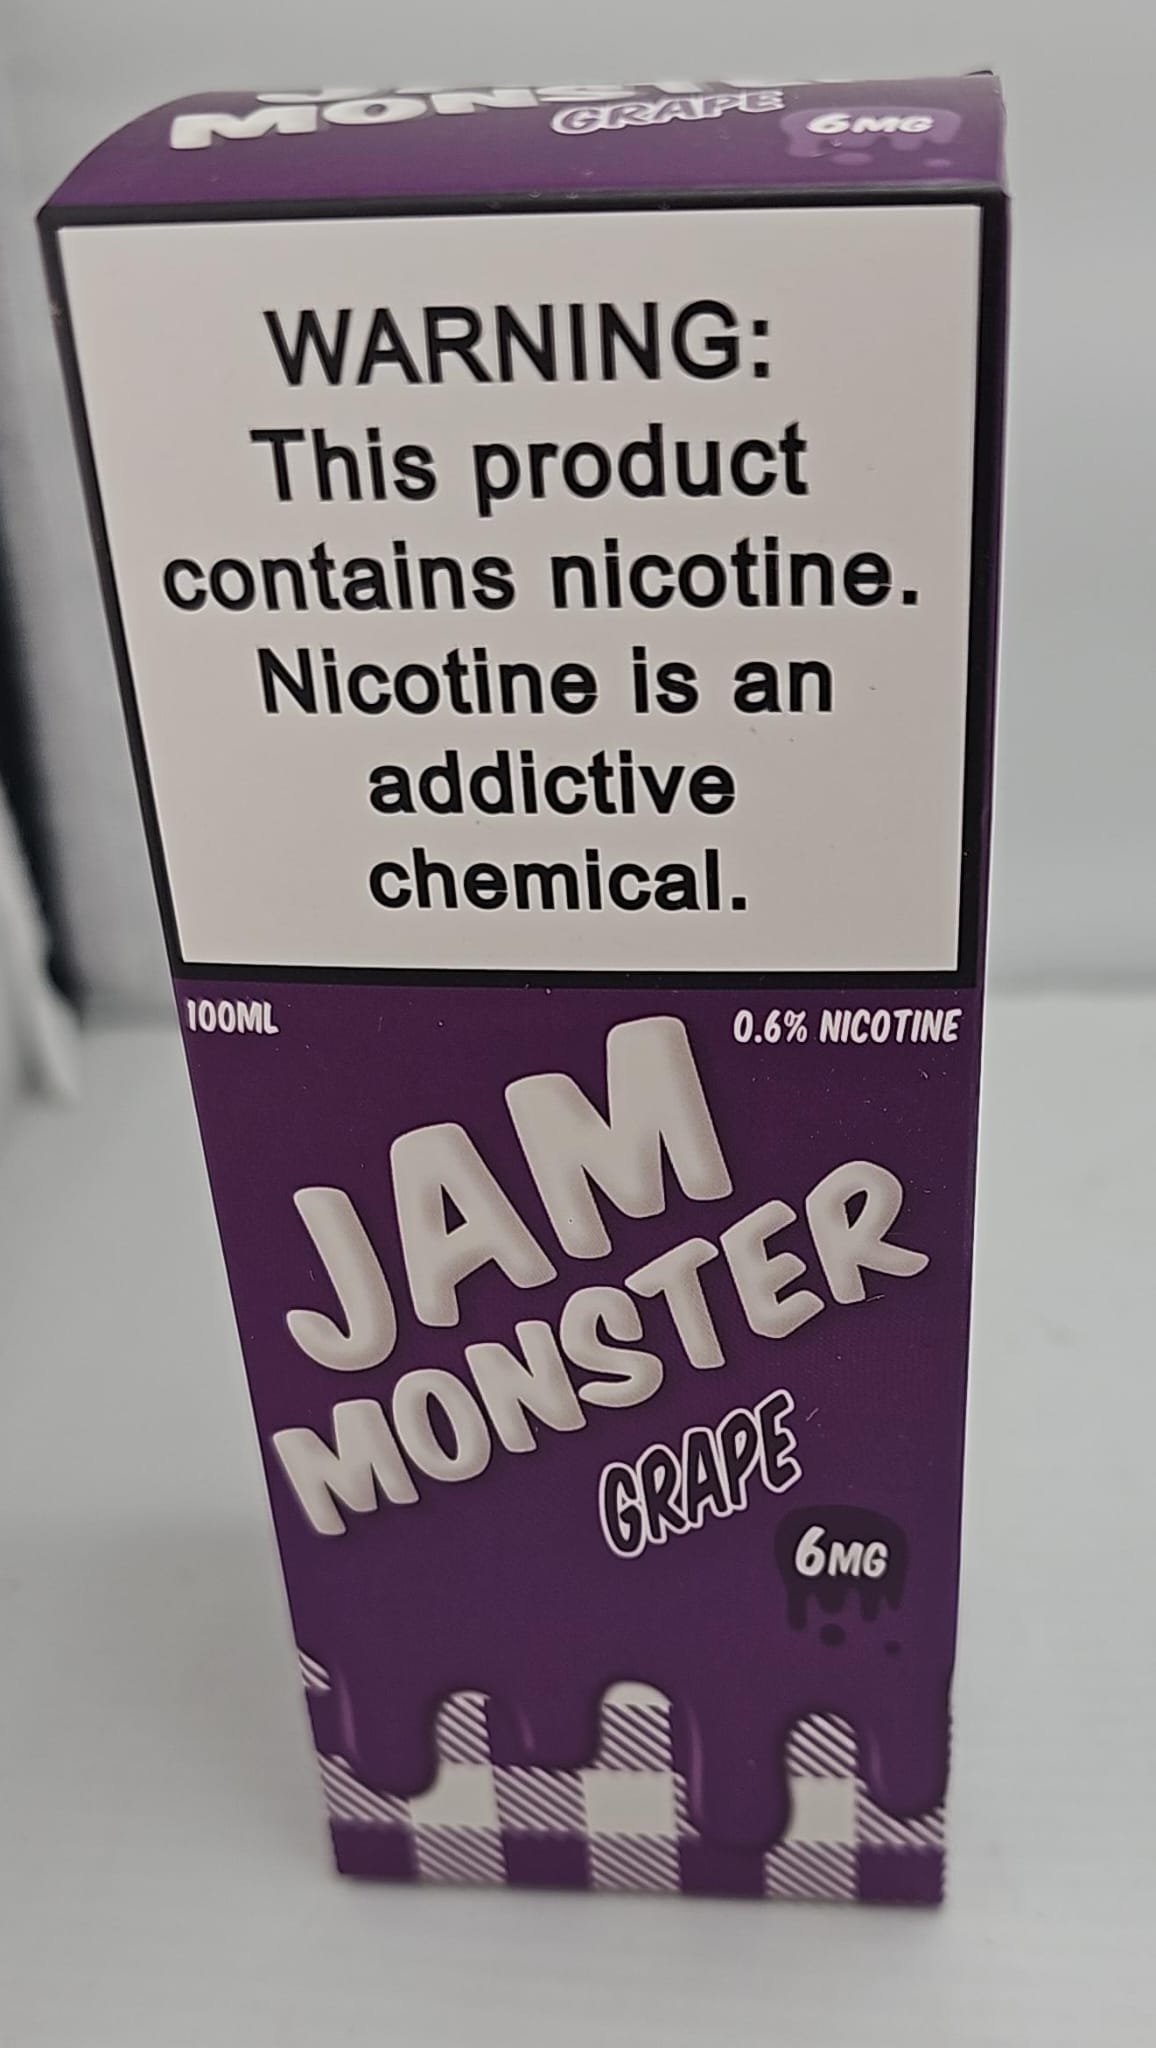 MONSTER
GRAPE
6MG
WARNING:
This product
contains nicotine.
Nicotine is an
addictive
chemical.
100ML
0.6% NICOTINE
JAM
MONSTER
GRAPE
6MG